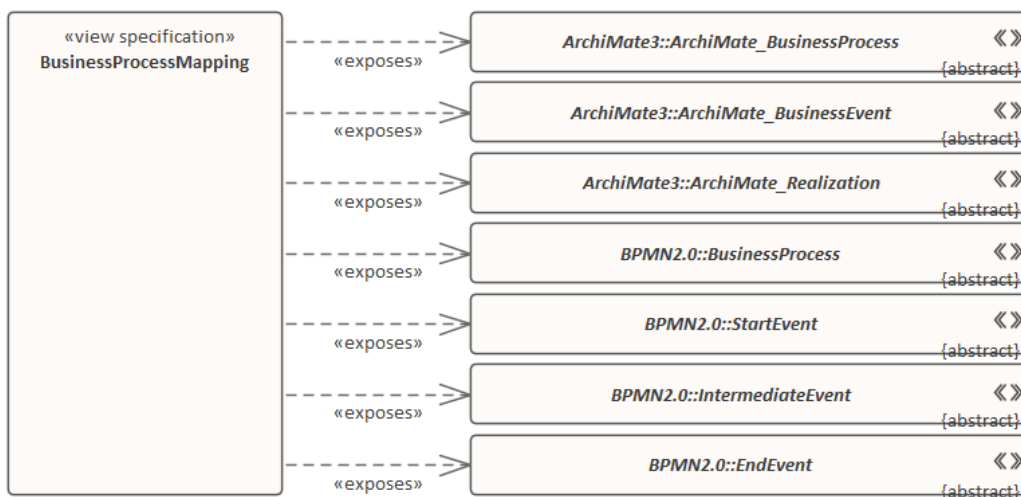 «view specification»
BusinessProcessMapping
«exposes»
ArchiMate3::ArchiMate_BusinessProcess
{abstract}
«exposes»
ArchiMate3::ArchiMate_BusinessEvent
{abstract}
«exposes»
ArchiMate3::ArchiMate_Realization
{abstract}
«exposes»
BPMN2.0::BusinessProcess
{abstract}
«exposes»
BPMN2.0::StartEvent
{abstract}
«exposes»
BPMN2.0::IntermediateEvent
{abstract}
«exposes»
BPMN2.0::EndEvent
{abstract}